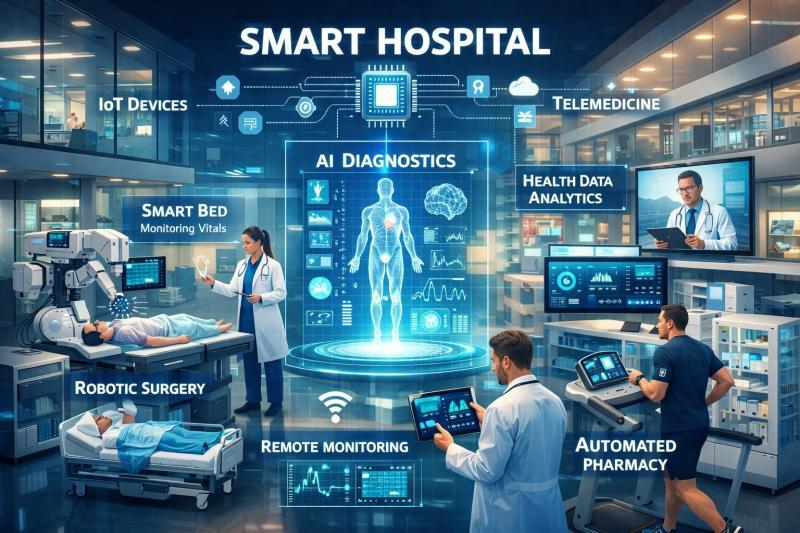 SMART HOSPITAL
IoT DEVICES
TELEMEDICINE
AI DIAGNOSTICS
HEALTH DATA
ANALYTICS
SMART BED
Monitoring Vitals
ROBOTIC SURGERY
REMOTE MONITORING
AUTOMATED
PHARMACY